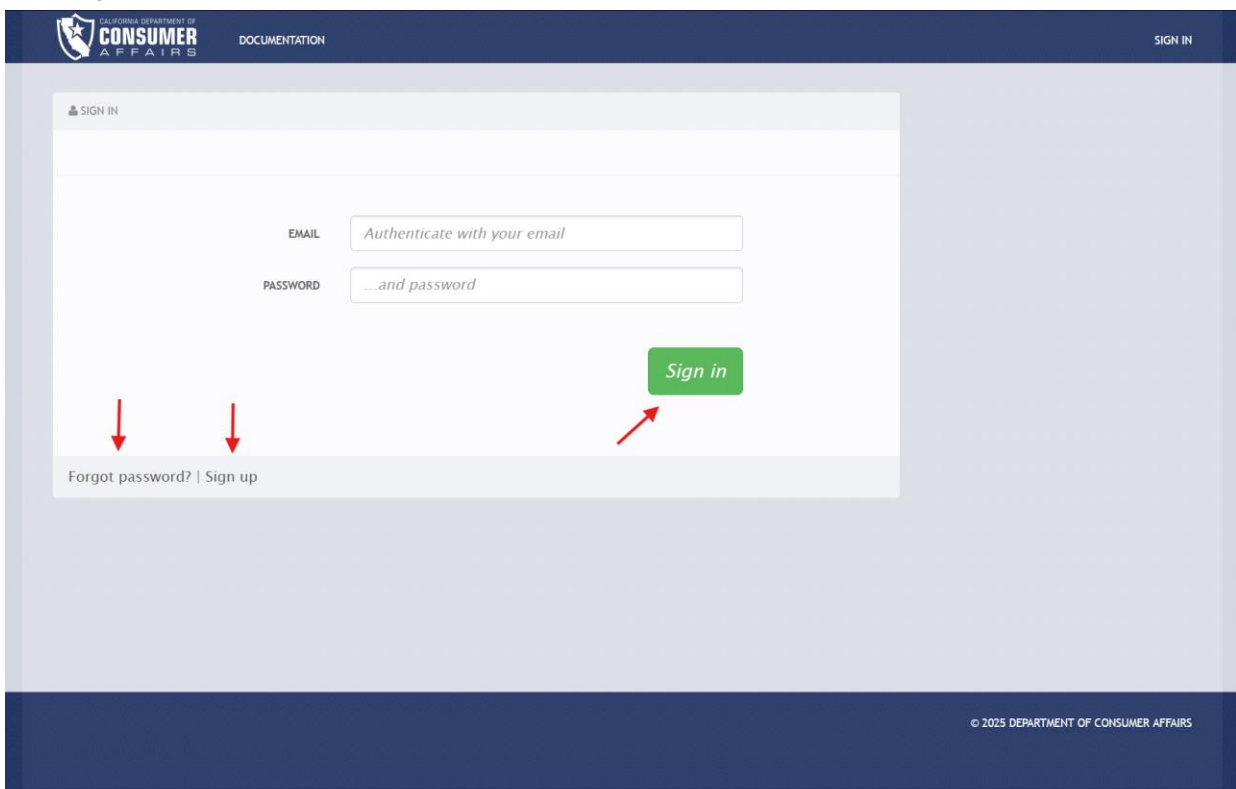 CALIFORNIA DEPARTMENT OF
CONSUMER
AFFAIRS
DOCUMENTATION
SIGN IN
SIGN IN
EMAIL
Authenticate with your email
PASSWORD
...and password
Sign in
Forgot password? | Sign up
© 2025 DEPARTMENT OF CONSUMER AFFAIRS